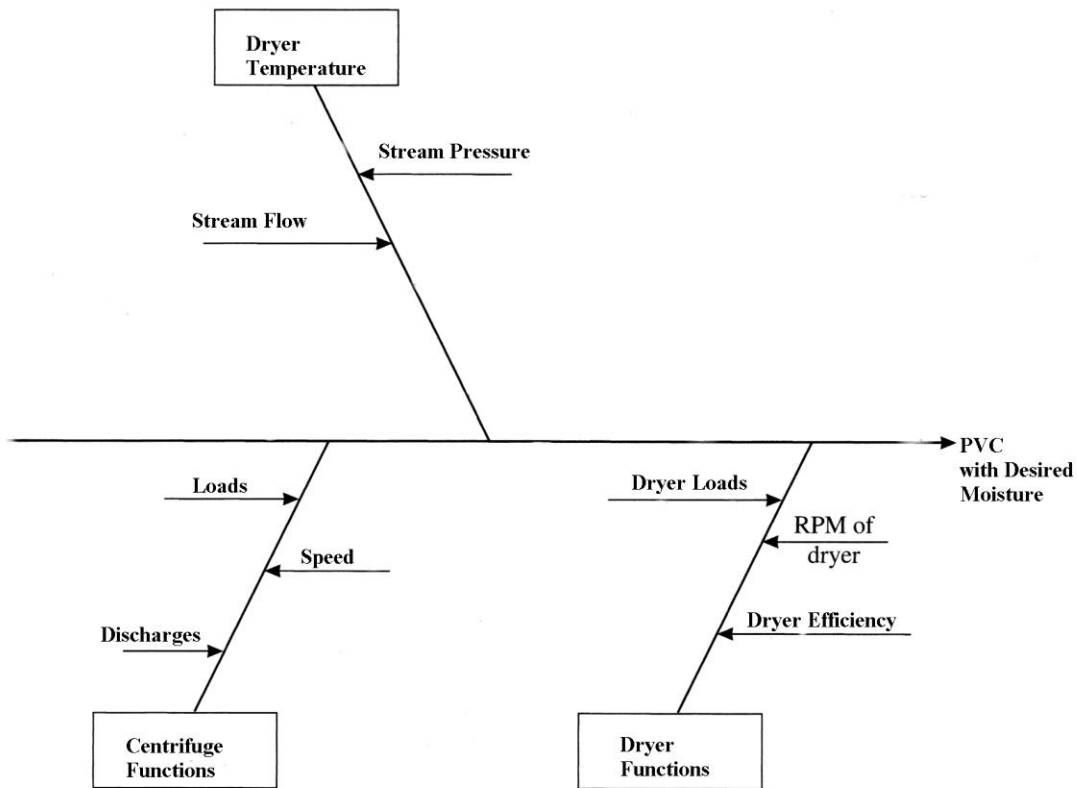 Dryer
Temperature
Stream Pressure
Stream Flow
PVC
with Desired
Moisture
Loads
Dryer Loads
RPM of
dryer
Speed
Dryer Efficiency
Discharges
Centrifuge
Functions
Dryer
Functions